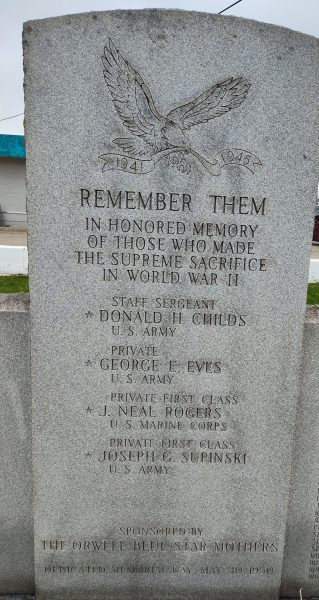 1941 1945
REMEMBER THEM
IN HONORED MEMORY
OF THOSE WHO MADE
THE SUPREME SACRIFICE
IN WORLD WAR II
STAFF SERGEANT
* DONALD H. CHILDS
U. S. ARMY
PRIVATE
* GEORGE E. EVES
U. S. ARMY
PRIVATE FIRST CLASS
* J. NEAL ROGERS
U. S. MARINE CORPS
PRIVATE FIRST CLASS
* JOSEPH G. SUPINSKI
U. S. ARMY
SPONSORED BY
THE ORWELL BLUE STAR MOTHERS
DEDICATED MEMORIAL DAY, MAY 30, 1950